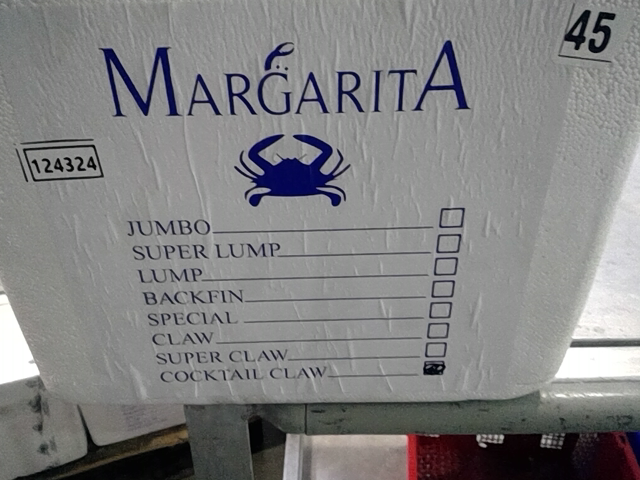 45
MARGARITA
124324
JUMBO
SUPER LUMP
LUMP
BACKFIN
SPECIAL
CLAW
SUPER CLAW
COCKTAIL CLAW